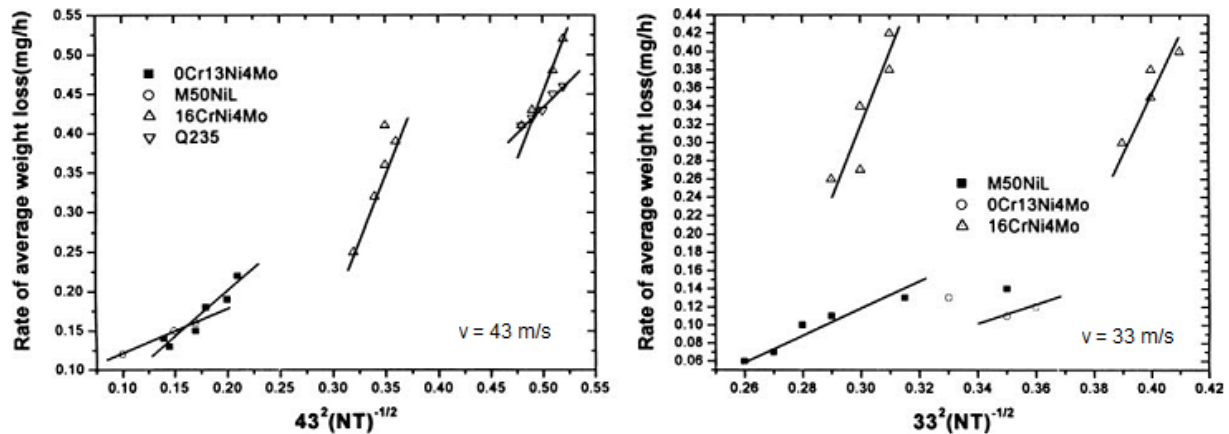 Rate of average weight loss(mg/h)
0.55
0.50
0.45
0.40
0.35
0.30
0.25
0.20
0.15
0.10
0Cr13Ni4Mo
M50NiL
16CrNi4Mo
Q235
v = 43 m/s
0.10 0.15 0.20 0.25 0.30 0.35 0.40 0.45 0.50 0.55
43²(NT)⁻¹/²
Rate of average weight loss(mg/h)
0.44
0.42
0.40
0.38
0.36
0.34
0.32
0.30
0.28
0.26
0.24
0.22
0.20
0.18
0.16
0.14
0.12
0.10
0.08
0.06
M50NiL
0Cr13Ni4Mo
16CrNi4Mo
v = 33 m/s
0.26 0.28 0.30 0.32 0.34 0.36 0.38 0.40 0.42
33²(NT)⁻¹/²